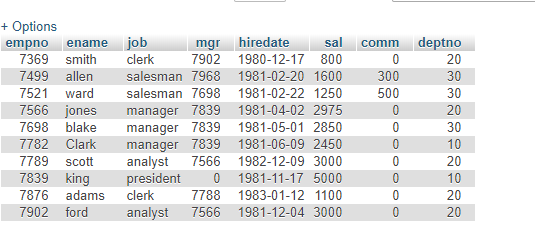 + Options
empno ename job mgr hiredate sal comm deptno
7369 smith clerk 7902 1980-12-17 800 0 20
7499 allen salesman 7968 1981-02-20 1600 300 30
7521 ward salesman 7698 1981-02-22 1250 500 30
7566 jones manager 7839 1981-04-02 2975 0 20
7698 blake manager 7839 1981-05-01 2850 0 30
7782 Clark manager 7839 1981-06-09 2450 0 10
7789 scott analyst 7566 1982-12-09 3000 0 20
7839 king president 0 1981-11-17 5000 0 10
7876 adams clerk 7788 1983-01-12 1100 0 20
7902 ford analyst 7566 1981-12-04 3000 0 20